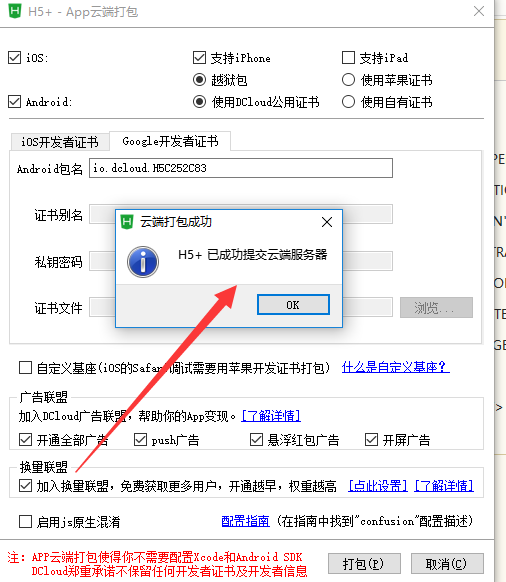 H5+ - App云端打包
iOS: 支持iPhone 支持iPad
越狱包 使用苹果证书
Android: 使用DCloud公用证书 使用自有证书
iOS开发者证书 Google开发者证书
Android包名 io.dcloud.H5C252C83
证书别名
云端打包成功
H5+ 已成功提交云端服务器
私钥密码
OK
证书文件 浏览...
自定义基座(iOS的Safari调试需要用苹果开发证书打包) 什么是自定义基座?
广告联盟
加入DCloud广告联盟，帮助你的App变现。[了解详情]
开通全部广告 push广告 悬浮红包广告 开屏广告
换量联盟
加入换量联盟，免费获取更多用户，开通越早，权重越高 [点此设置] [了解详情]
启用js原生混淆 配置指南 (在指南中找到"confusion"配置描述)
注: APP云端打包使得你不需要配置Xcode和Android SDK
DCloud郑重承诺不保留任何开发者证书及开发者信息
打包(P) 取消(C)